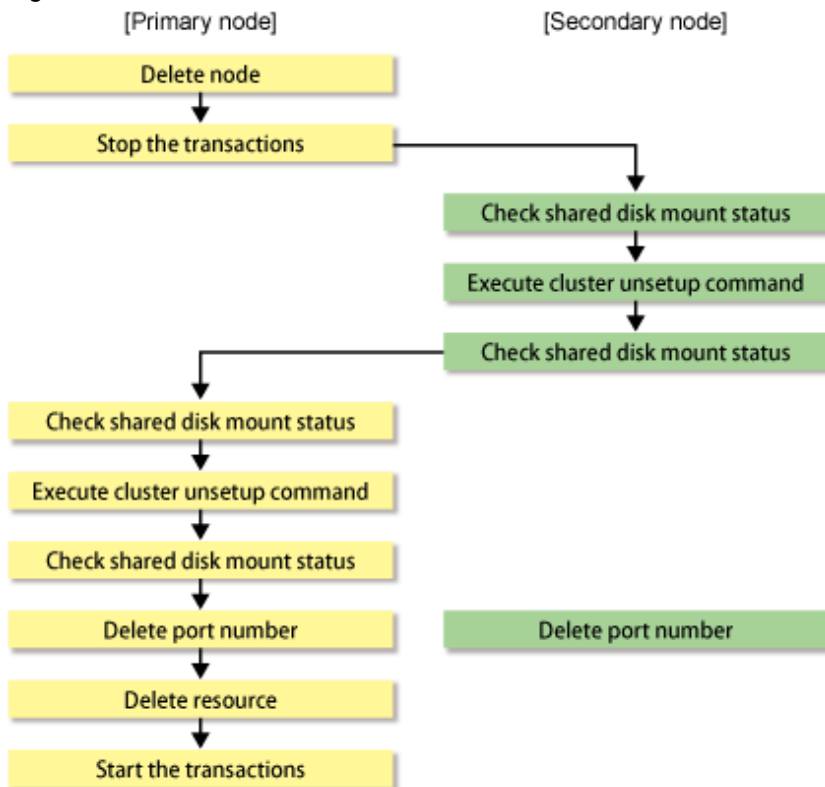 [Primary node]
[Secondary node]
Delete node
Stop the transactions
Check shared disk mount status
Execute cluster unsetup command
Check shared disk mount status
Check shared disk mount status
Execute cluster unsetup command
Check shared disk mount status
Delete port number
Delete port number
Delete resource
Start the transactions